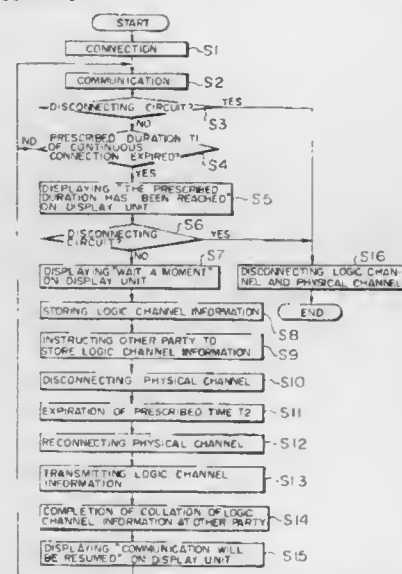 START
CONNECTION
S1
COMMUNICATION
S2
DISCONNECTING CIRCUIT?
YES
S3
NO
NO
PRESCRIBED DURATION T1
OF CONTINUOUS
CONNECTION EXPIRED?
S4
YES
DISPLAYING "THE PRESCRIBED
DURATION HAS BEEN REACHED"
ON DISPLAY UNIT
S5
S6
DISCONNECTING
CIRCUIT?
YES
NO
S7
S16
DISPLAYING "WAIT A MOMENT"
ON DISPLAY UNIT
DISCONNECTING LOGIC CHAN-
NEL AND PHYSICAL CHANNEL
END
STORING LOGIC CHANNEL INFORMATION
S8
INSTRUCTING OTHER PARTY TO
STORE LOGIC CHANNEL INFORMATION
S9
DISCONNECTING PHYSICAL CHANNEL
S10
EXPIRATION OF PRESCRIBED TIME T2
S11
RECONNECTING PHYSICAL CHANNEL
S12
TRANSMITTING LOGIC CHANNEL
INFORMATION
S13
COMPLETION OF COLLATION OF LOGIC
CHANNEL INFORMATION AT OTHER PARTY
S14
DISPLAYING "COMMUNICATION WILL
BE RESUMED" ON DISPLAY UNIT
S15